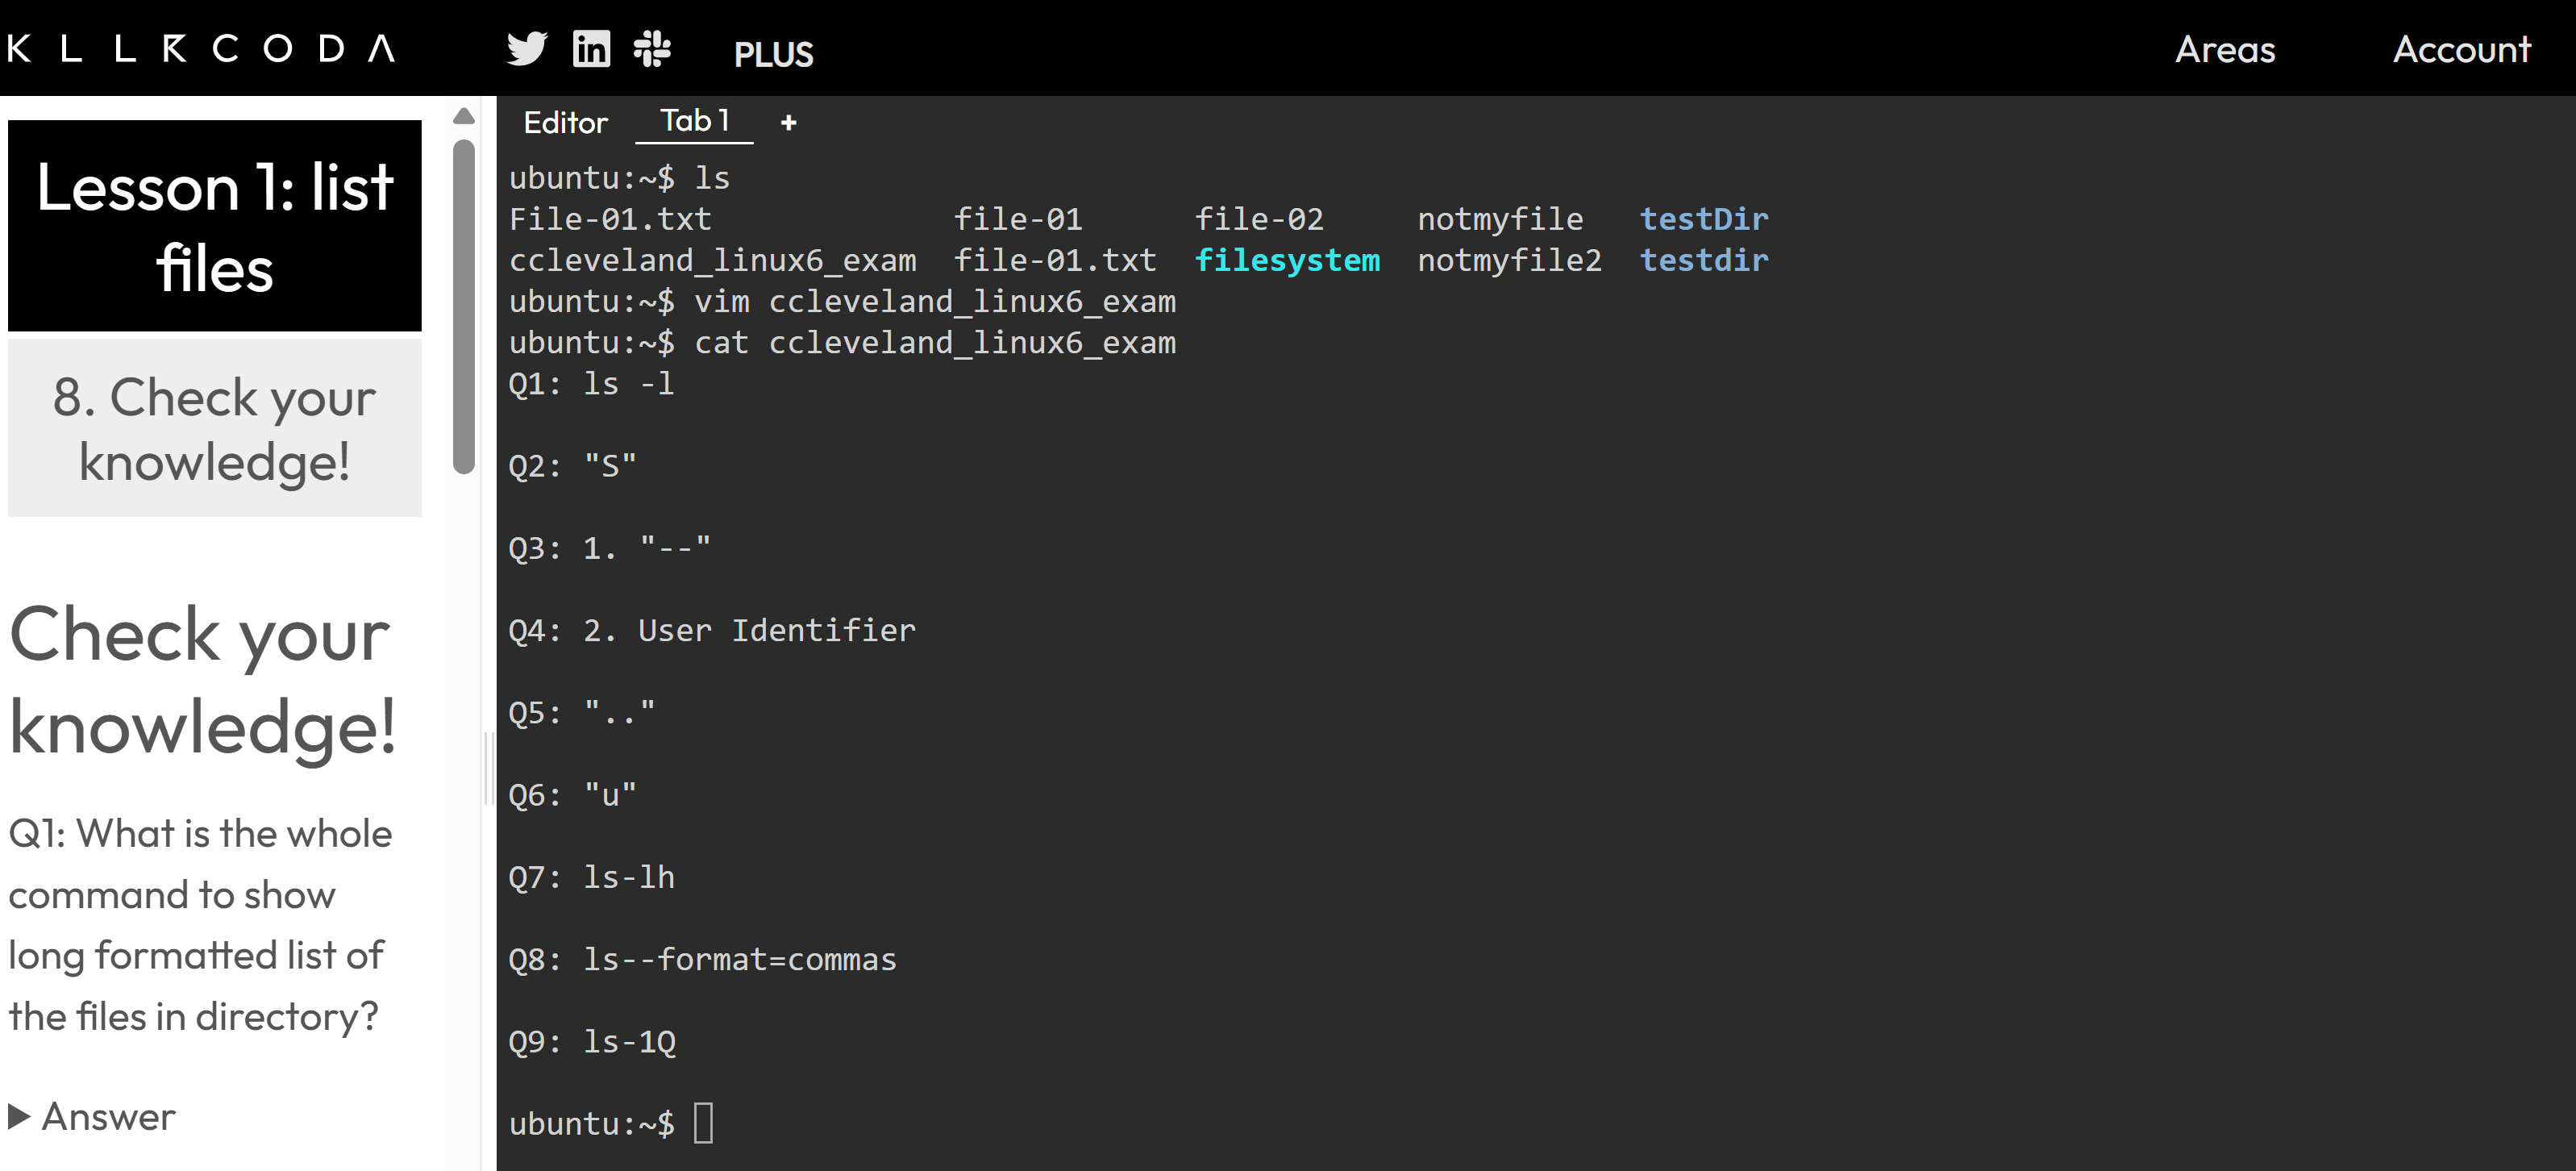 KLLRCODA PLUS Areas Account
Lesson 1: list
files
8. Check your
knowledge!
Check your
knowledge!
Q1: What is the whole
command to show
long formatted list of
the files in directory?
Answer
Editor Tab 1 +
ubuntu:~$ ls
File-01.txt file-01 file-02 notmyfile testDir
ccleveland_linux6_exam file-01.txt filesystem notmyfile2 testdir
ubuntu:~$ vim ccleveland_linux6_exam
ubuntu:~$ cat ccleveland_linux6_exam
Q1: ls -l
Q2: "S"
Q3: 1. "--"
Q4: 2. User Identifier
Q5: ".."
Q6: "u"
Q7: ls-lh
Q8: ls--format=commas
Q9: ls-1Q
ubuntu:~$